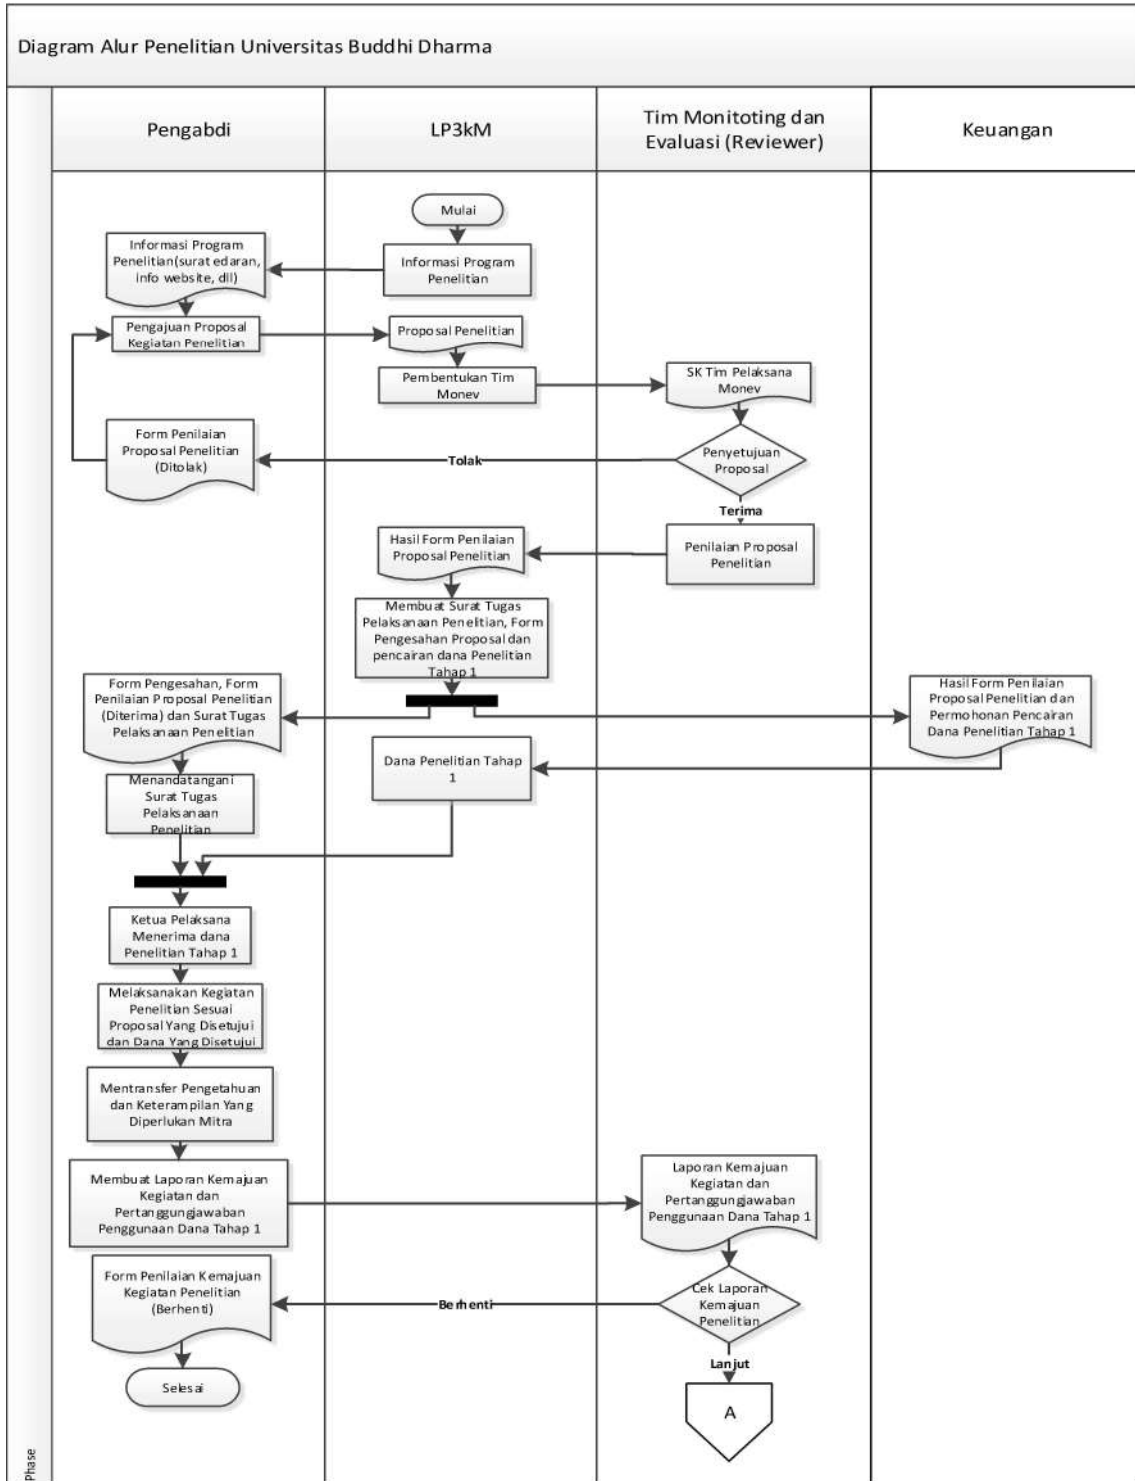 Diagram Alur Penelitian Universitas Buddhi Dharma
Pengabdi
LP3kM
Tim Monitoting dan
Evaluasi (Reviewer)
Keuangan
Mulai
Informasi Program
Penelitian(surat edaran,
info website, dll)
Informasi Program
Penelitian
Pengajuan Proposal
Kegiatan Penelitian
Proposal Penelitian
Pembentukan Tim
Monev
SK Tim Pelaksana
Monev
Form Penilaian
Proposal Penelitian
(Ditolak)
Tolak
Penyetujuan
Proposal
Terima
Hasil Form Penilaian
Proposal Penelitian
Penilaian Proposal
Penelitian
Membuat Surat Tugas
Pelaksanaan Penelitian, Form
Pengesahan Proposal dan
pencairan dana Penelitian
Tahap 1
Form Pengesahan, Form
Penilaian Proposal Penelitian
(Diterima) dan Surat Tugas
Pelaksanaan Penelitian
Hasil Form Penilaian
Proposal Penelitian dan
Permohonan Pencairan
Dana Penelitian Tahap 1
Dana Penelitian Tahap
1
Menandatangani
Surat Tugas
Pelaksanaan
Penelitian
Ketua Pelaksana
Menerima dana
Penelitian Tahap 1
Melaksanakan Kegiatan
Penelitian Sesuai
Proposal Yang Disetujui
dan Dana Yang Disetujui
Mentransfer Pengetahuan
dan Keterampilan Yang
Diperlukan Mitra
Membuat Laporan Kemajuan
Kegiatan dan
Pertanggungjawaban
Penggunaan Dana Tahap 1
Laporan Kemajuan
Kegiatan dan
Pertanggungjawaban
Penggunaan Dana Tahap 1
Form Penilaian Kemajuan
Kegiatan Penelitian
(Berhenti)
Berhenti
Cek Laporan
Kemajuan
Penelitian
Lanjut
Selesai
A
Phase